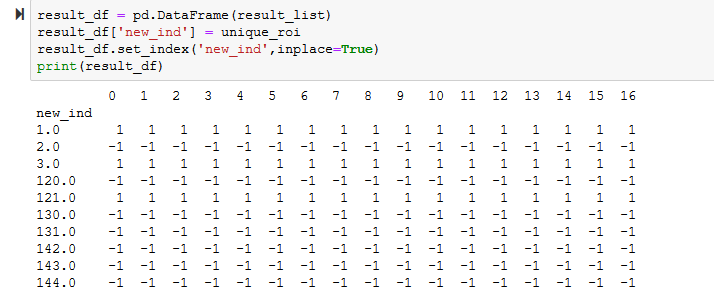 result_df = pd.DataFrame(result_list)
result_df['new_ind'] = unique_roi
result_df.set_index('new_ind',inplace=True)
print(result_df)
0 1 2 3 4 5 6 7 8 9 10 11 12 13 14 15 16
new_ind
1.0 1 1 1 1 1 1 1 1 1 1 1 1 1 1 1 1 1
2.0 -1 -1 -1 -1 -1 -1 -1 -1 -1 -1 -1 -1 -1 -1 -1 -1 -1
3.0 1 1 1 1 1 1 1 1 1 1 1 1 1 1 1 1 1
120.0 -1 -1 -1 -1 -1 -1 -1 -1 -1 -1 -1 -1 -1 -1 -1 -1 -1
121.0 1 1 1 1 1 1 1 1 1 1 1 1 1 1 1 1 1
130.0 -1 -1 -1 -1 -1 -1 -1 -1 -1 -1 -1 -1 -1 -1 -1 -1 -1
131.0 -1 -1 -1 -1 -1 -1 -1 -1 -1 -1 -1 -1 -1 -1 -1 -1 -1
142.0 -1 -1 -1 -1 -1 -1 -1 -1 -1 -1 -1 -1 -1 -1 -1 -1 -1
143.0 -1 -1 -1 -1 -1 -1 -1 -1 -1 -1 -1 -1 -1 -1 -1 -1 -1
144.0 -1 -1 -1 -1 -1 -1 -1 -1 -1 -1 -1 -1 -1 -1 -1 -1 -1